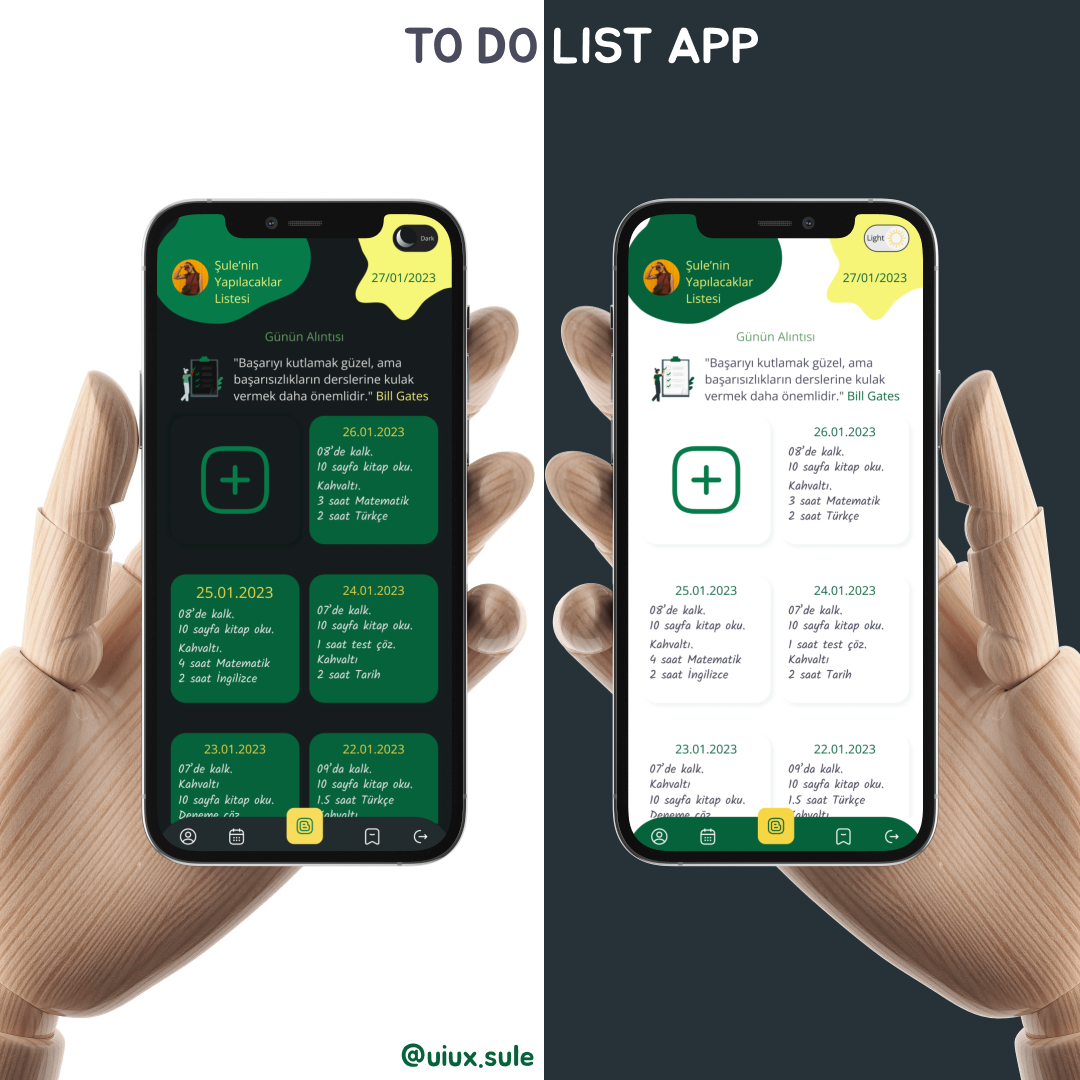 TO DO LIST APP
Dark
Şule'nin
Yapılacaklar
Listesi
27/01/2023
Günün Alıntısı
"Başarıyı kutlamak güzel, ama
başarısızlıkların derslerine kulak
vermek daha önemlidir." Bill Gates
26.01.2023
08'de kalk.
10 sayfa kitap oku.
Kahvaltı.
3 saat Matematik
2 saat Türkçe
25.01.2023
08'de kalk.
10 sayfa kitap oku.
Kahvaltı.
4 saat Matematik
2 saat İngilizce
24.01.2023
07'de kalk.
10 sayfa kitap oku.
1 saat test çöz.
Kahvaltı
2 saat Tarih
23.01.2023
07'de kalk.
Kahvaltı
10 sayfa kitap oku.
Deneme çöz
22.01.2023
09'da kalk.
10 sayfa kitap oku.
1.5 saat Türkçe
Kahvaltı
Light
Şule'nin
Yapılacaklar
Listesi
27/01/2023
Günün Alıntısı
"Başarıyı kutlamak güzel, ama
başarısızlıkların derslerine kulak
vermek daha önemlidir." Bill Gates
26.01.2023
08'de kalk.
10 sayfa kitap oku.
Kahvaltı.
3 saat Matematik
2 saat Türkçe
25.01.2023
08'de kalk.
10 sayfa kitap oku.
Kahvaltı.
4 saat Matematik
2 saat İngilizce
24.01.2023
07'de kalk.
10 sayfa kitap oku.
1 saat test çöz.
Kahvaltı
2 saat Tarih
23.01.2023
07'de kalk.
Kahvaltı
10 sayfa kitap oku.
Deneme çöz
22.01.2023
09'da kalk.
10 sayfa kitap oku.
1.5 saat Türkçe
Kahvaltı
@uiux.sule